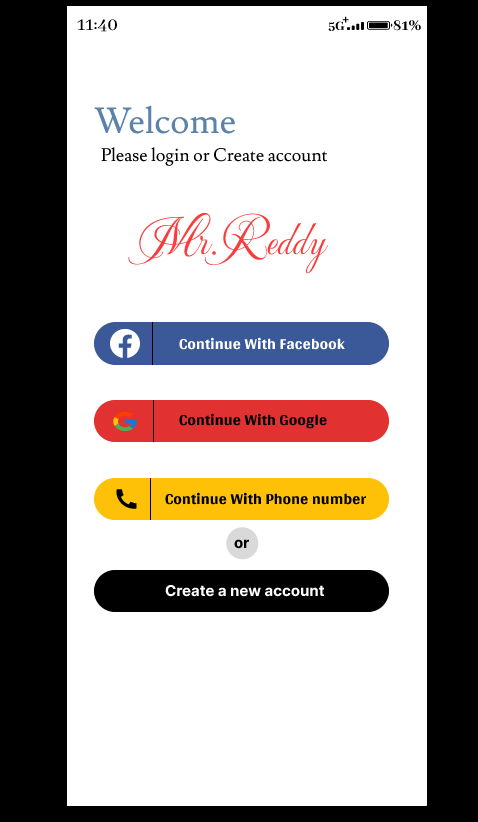 11:40 5G+ 81%
Welcome
Please login or Create account
Mr.Reddy
Continue With Facebook
Continue With Google
Continue With Phone number
or
Create a new account